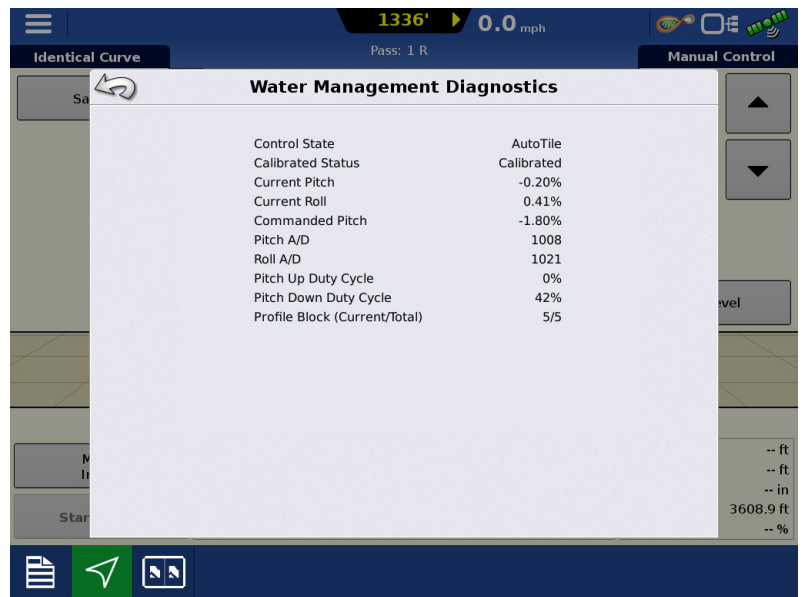 1336' 0.0 mph
Identical Curve Pass: 1 R Manual Control
Water Management Diagnostics
Sa
Control State AutoTile
Calibrated Status Calibrated
Current Pitch -0.20%
Current Roll 0.41%
Commanded Pitch -1.80%
Pitch A/D 1008
Roll A/D 1021
Pitch Up Duty Cycle 0%
Pitch Down Duty Cycle 42%
Profile Block (Current/Total) 5/5
evel
-- ft
-- ft
-- in
3608.9 ft
-- %
Star